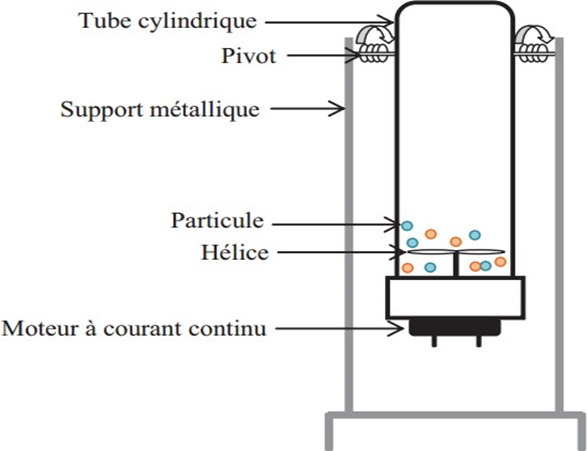 Tube cylindrique
Pivot
Support métallique
Particule
Hélice
Moteur à courant continu